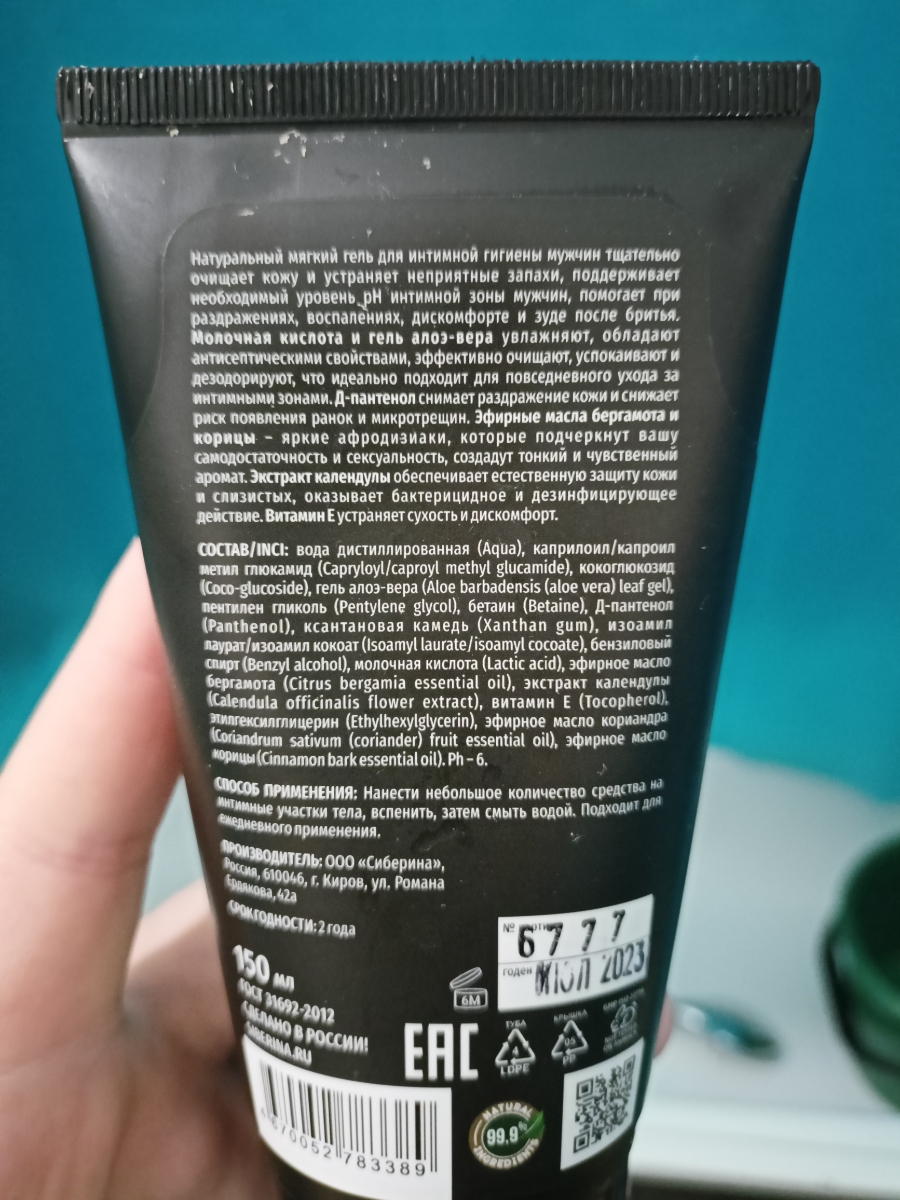 Натуральный мягкий гель для интимной гигиены мужчин тщательно
очищает кожу и устраняет неприятные запахи, поддерживает
необходимый уровень pH интимной зоны мужчин, помогает при
раздражениях, воспалениях, дискомфорте и зуде после бритья.
Молочная кислота и гель алоэ-вера увлажняют, обладают
антисептическими свойствами, эффективно очищают, успокаивают и
дезодорируют, что идеально подходит для повседневного ухода за
интимными зонами. Д-пантенол снимает раздражение кожи и снижает
риск появления ранок и микротрещин. Эфирные масла бергамота и
корицы – яркие афродизиаки, которые подчеркнут вашу
самодостаточность и сексуальность, создадут тонкий и чувственный
аромат. Экстракт календулы обеспечивает естественную защиту кожи
и слизистых, оказывает бактерицидное и дезинфицирующее
действие. Витамин Е устраняет сухость и дискомфорт.
СОСТАВ/INCI: вода дистиллированная (Aqua), каприлоил/капроил
метил глюкамид (Capryloyl/caproyl methyl glucamide), кокоглюкозид
(Coco-glucoside), гель алоэ-вера (Aloe barbadensis (aloe vera) leaf gel),
пентилен гликоль (Pentylene glycol), бетаин (Betaine), Д-пантенол
(Panthenol), ксантановая камедь (Xanthan gum), изоамил
лаурат/изоамил кокоат (Isoamyl laurate/isoamyl cocoate), бензиловый
спирт (Benzyl alcohol), молочная кислота (Lactic acid), эфирное масло
бергамота (Citrus bergamia essential oil), экстракт календулы
(Calendula officinalis flower extract), витамин Е (Tocopherol),
этилгексилглицерин (Ethylhexylglycerin), эфирное масло кориандра
(Coriandrum sativum (coriander) fruit essential oil), эфирное масло
корицы (Cinnamon bark essential oil). Ph – 6.
СПОСОБ ПРИМЕНЕНИЯ: Нанести небольшое количество средства на
интимные участки тела, вспенить, затем смыть водой. Подходит для
ежедневного применения.
ПРОИЗВОДИТЕЛЬ: ООО «Сиберина»,
Россия, 610046, г. Киров, ул. Романа
Ердякова, 42а
СРОК ГОДНОСТИ: 2 года
№
6777
годен
ИЮЛ 2023
150 мл
ГОСТ 31692-2012
СДЕЛАНО В РОССИИ!
SIBERINA.RU
6M
EAC
ТУБА
4
LDPE
КРЫШКА
05
PP
670052 783389
NATURAL
99,9%
INGREDIENTS